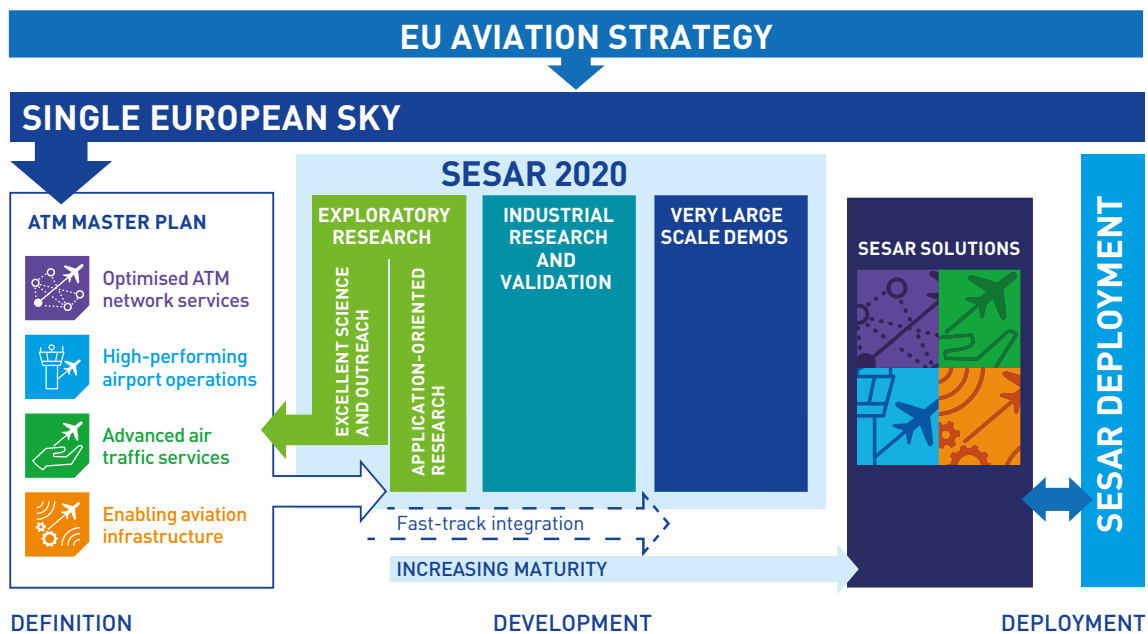 EU AVIATION STRATEGY
SINGLE EUROPEAN SKY
ATM MASTER PLAN
Optimised ATM
network services
High-performing
airport operations
Advanced air
traffic services
Enabling aviation
infrastructure
SESAR 2020
EXPLORATORY
RESEARCH
EXCELLENT SCIENCE
AND OUTREACH
APPLICATION-ORIENTED
RESEARCH
INDUSTRIAL
RESEARCH
AND
VALIDATION
VERY LARGE
SCALE DEMOS
Fast-track integration
INCREASING MATURITY
SESAR SOLUTIONS
SESAR DEPLOYMENT
DEFINITION
DEVELOPMENT
DEPLOYMENT